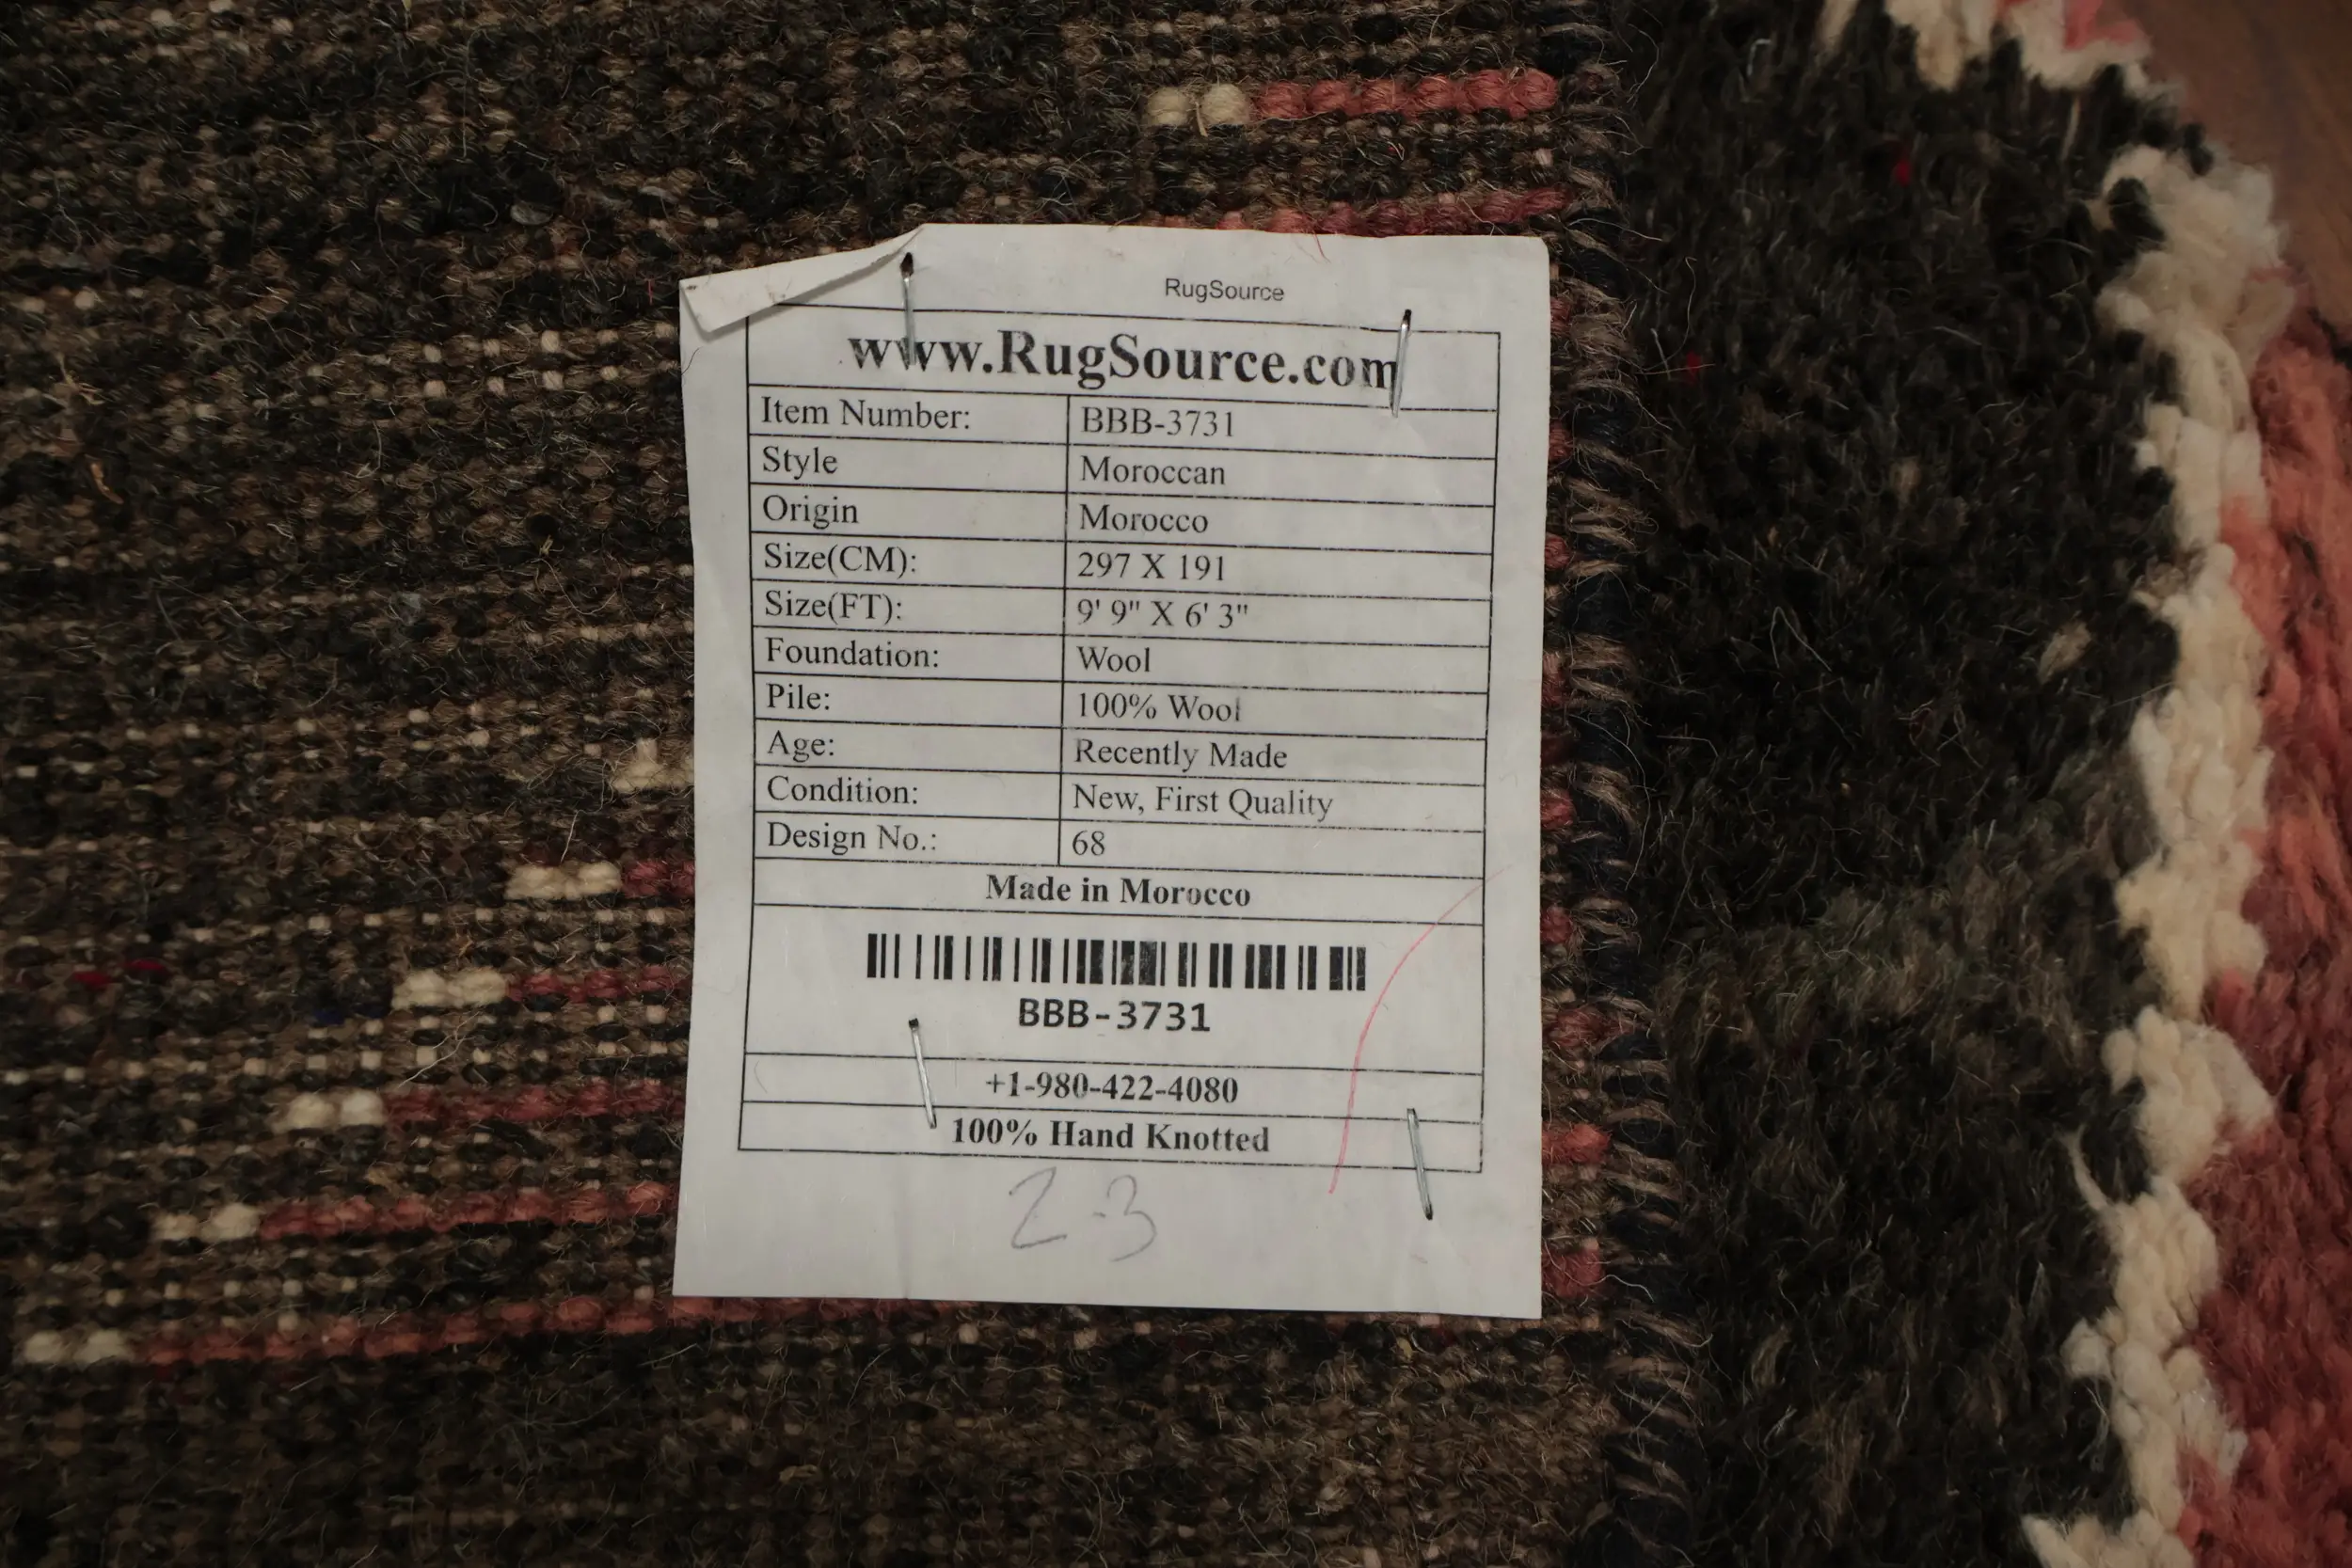 RugSource
www.RugSource.com
Item Number: BBB-3731
Style Moroccan
Origin Morocco
Size(CM): 297 X 191
Size(FT): 9' 9" X 6' 3"
Foundation: Wool
Pile: 100% Wool
Age: Recently Made
Condition: New, First Quality
Design No.: 68
Made in Morocco
BBB-3731
+1-980-422-4080
100% Hand Knotted
2-3